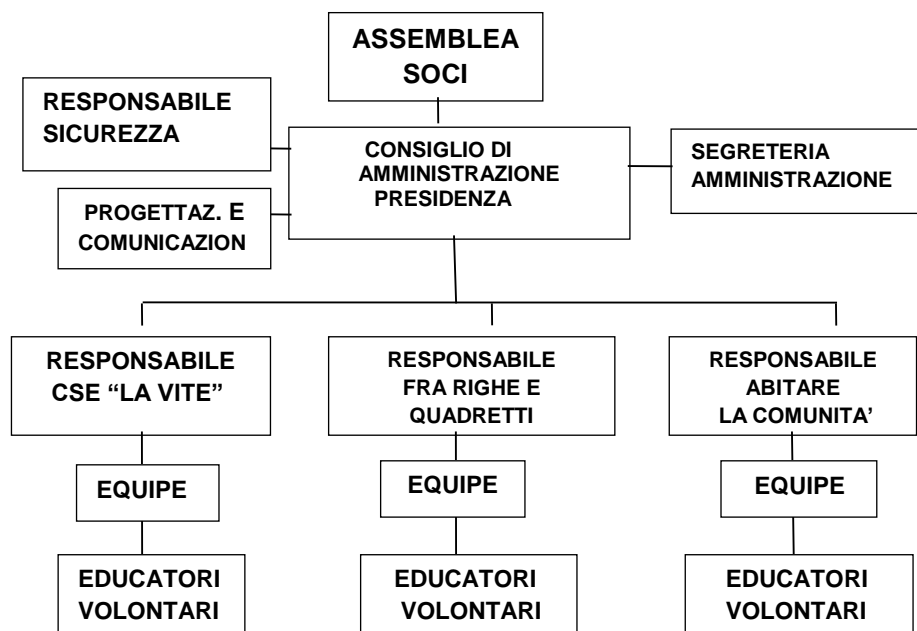 ASSEMBLEA
SOCI
RESPONSABILE
SICUREZZA
CONSIGLIO DI
AMMINISTRAZIONE
PRESIDENZA
SEGRETERIA
AMMINISTRAZIONE
PROGETTAZ. E
COMUNICAZION
RESPONSABILE
CSE “LA VITE”
RESPONSABILE
FRA RIGHE E
QUADRETTI
RESPONSABILE
ABITARE
LA COMUNITA’
EQUIPE
EQUIPE
EQUIPE
EDUCATORI
VOLONTARI
EDUCATORI
VOLONTARI
EDUCATORI
VOLONTARI